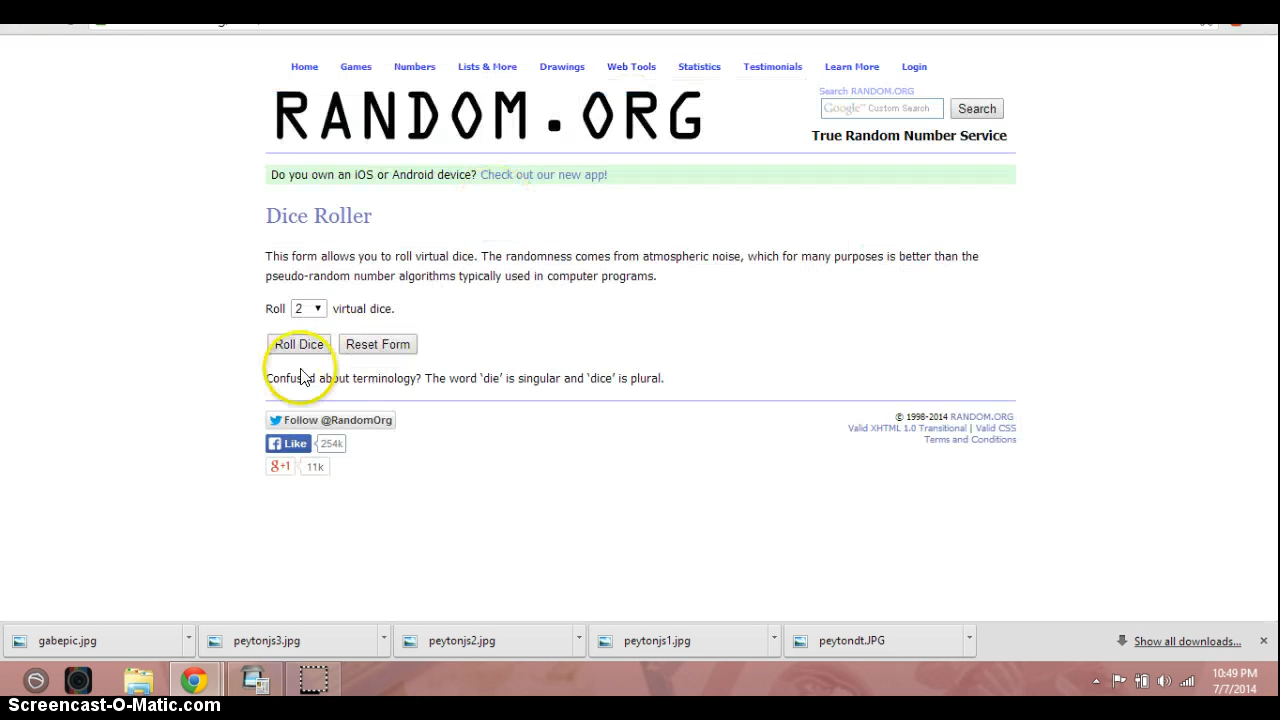 Home Games Numbers Lists & More Drawings Web Tools Statistics Testimonials Learn More Login
RANDOM.ORG
Search RANDOM.ORG
Google™ Custom Search Search
True Random Number Service
Do you own an iOS or Android device? Check out our new app!
Dice Roller
This form allows you to roll virtual dice. The randomness comes from atmospheric noise, which for many purposes is better than the
pseudo-random number algorithms typically used in computer programs.
Roll 2 virtual dice.
Roll Dice Reset Form
Confused about terminology? The word ‘die’ is singular and ‘dice’ is plural.
Follow @RandomOrg
Like 254k
g+1 11k
© 1998-2014 RANDOM.ORG
Valid XHTML 1.0 Transitional | Valid CSS
Terms and Conditions
gabepic.jpg peytonjs3.jpg peytonjs2.jpg peytonjs1.jpg peytondt.JPG Show all downloads...
10:49 PM
7/7/2014
Screencast-O-Matic.com